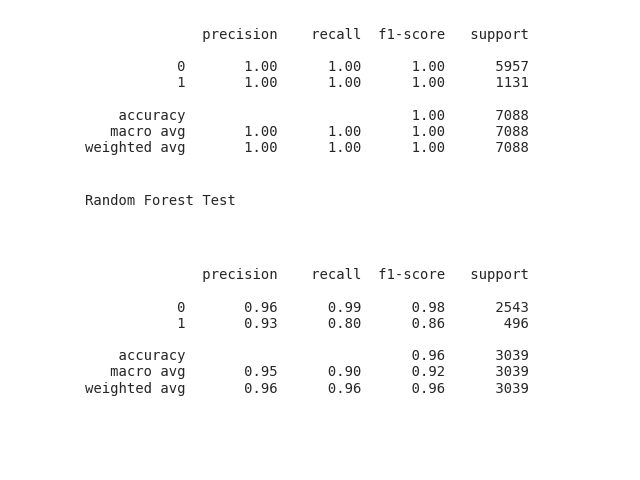 precision recall f1-score support
0 1.00 1.00 1.00 5957
1 1.00 1.00 1.00 1131
accuracy 1.00 7088
macro avg 1.00 1.00 1.00 7088
weighted avg 1.00 1.00 1.00 7088
Random Forest Test
precision recall f1-score support
0 0.96 0.99 0.98 2543
1 0.93 0.80 0.86 496
accuracy 0.96 3039
macro avg 0.95 0.90 0.92 3039
weighted avg 0.96 0.96 0.96 3039